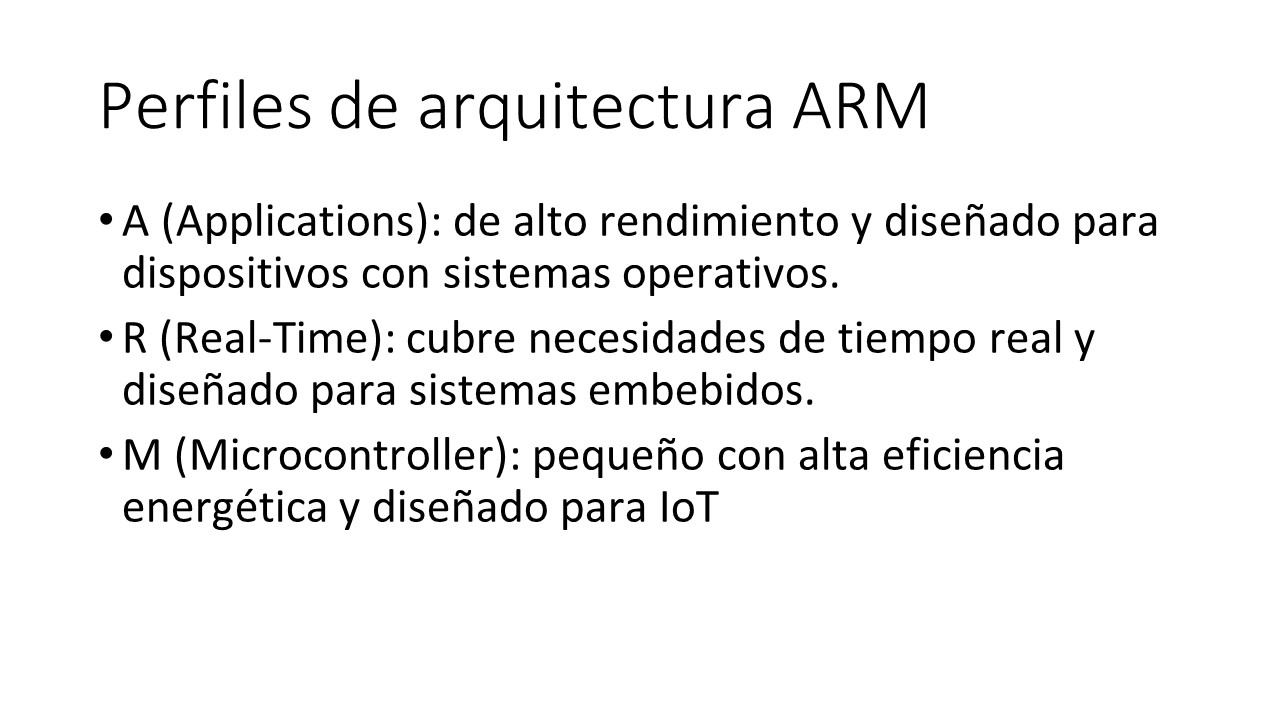 Perfiles de arquitectura ARM
• A (Applications): de alto rendimiento y diseñado para
dispositivos con sistemas operativos.
• R (Real-Time): cubre necesidades de tiempo real y
diseñado para sistemas embebidos.
• M (Microcontroller): pequeño con alta eficiencia
energética y diseñado para IoT